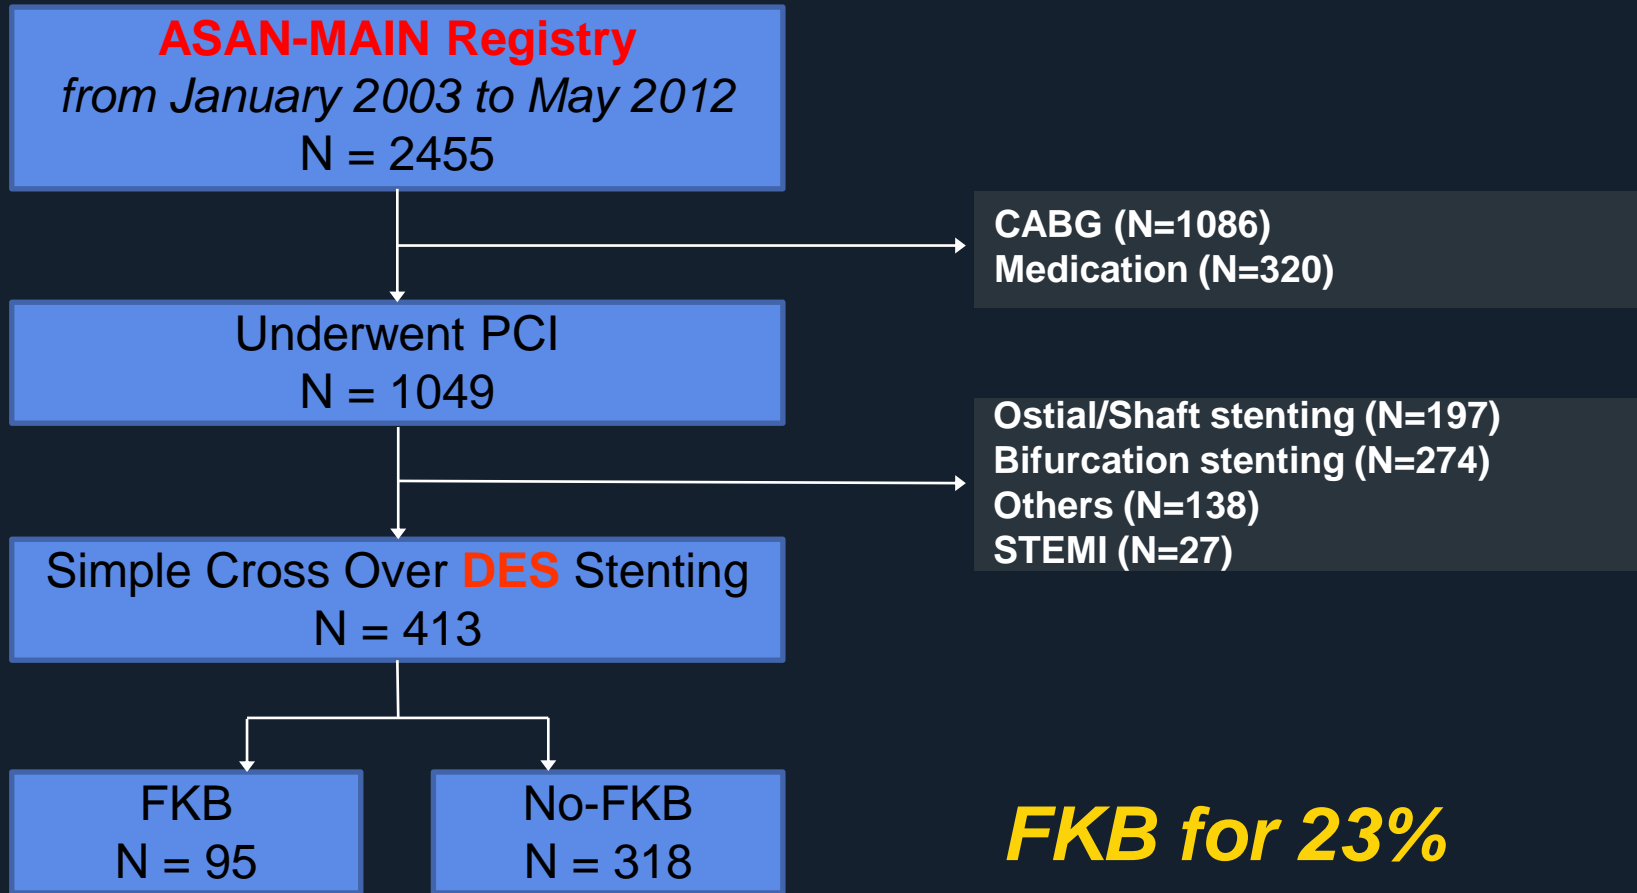 ASAN-MAIN Registry
from January 2003 to May 2012
N = 2455
CABG (N=1086)
Medication (N=320)
Underwent PCI
N = 1049
Ostial/Shaft stenting (N=197)
Bifurcation stenting (N=274)
Others (N=138)
STEMI (N=27)
Simple Cross Over DES Stenting
N = 413
FKB
N = 95
No-FKB
N = 318
FKB for 23%